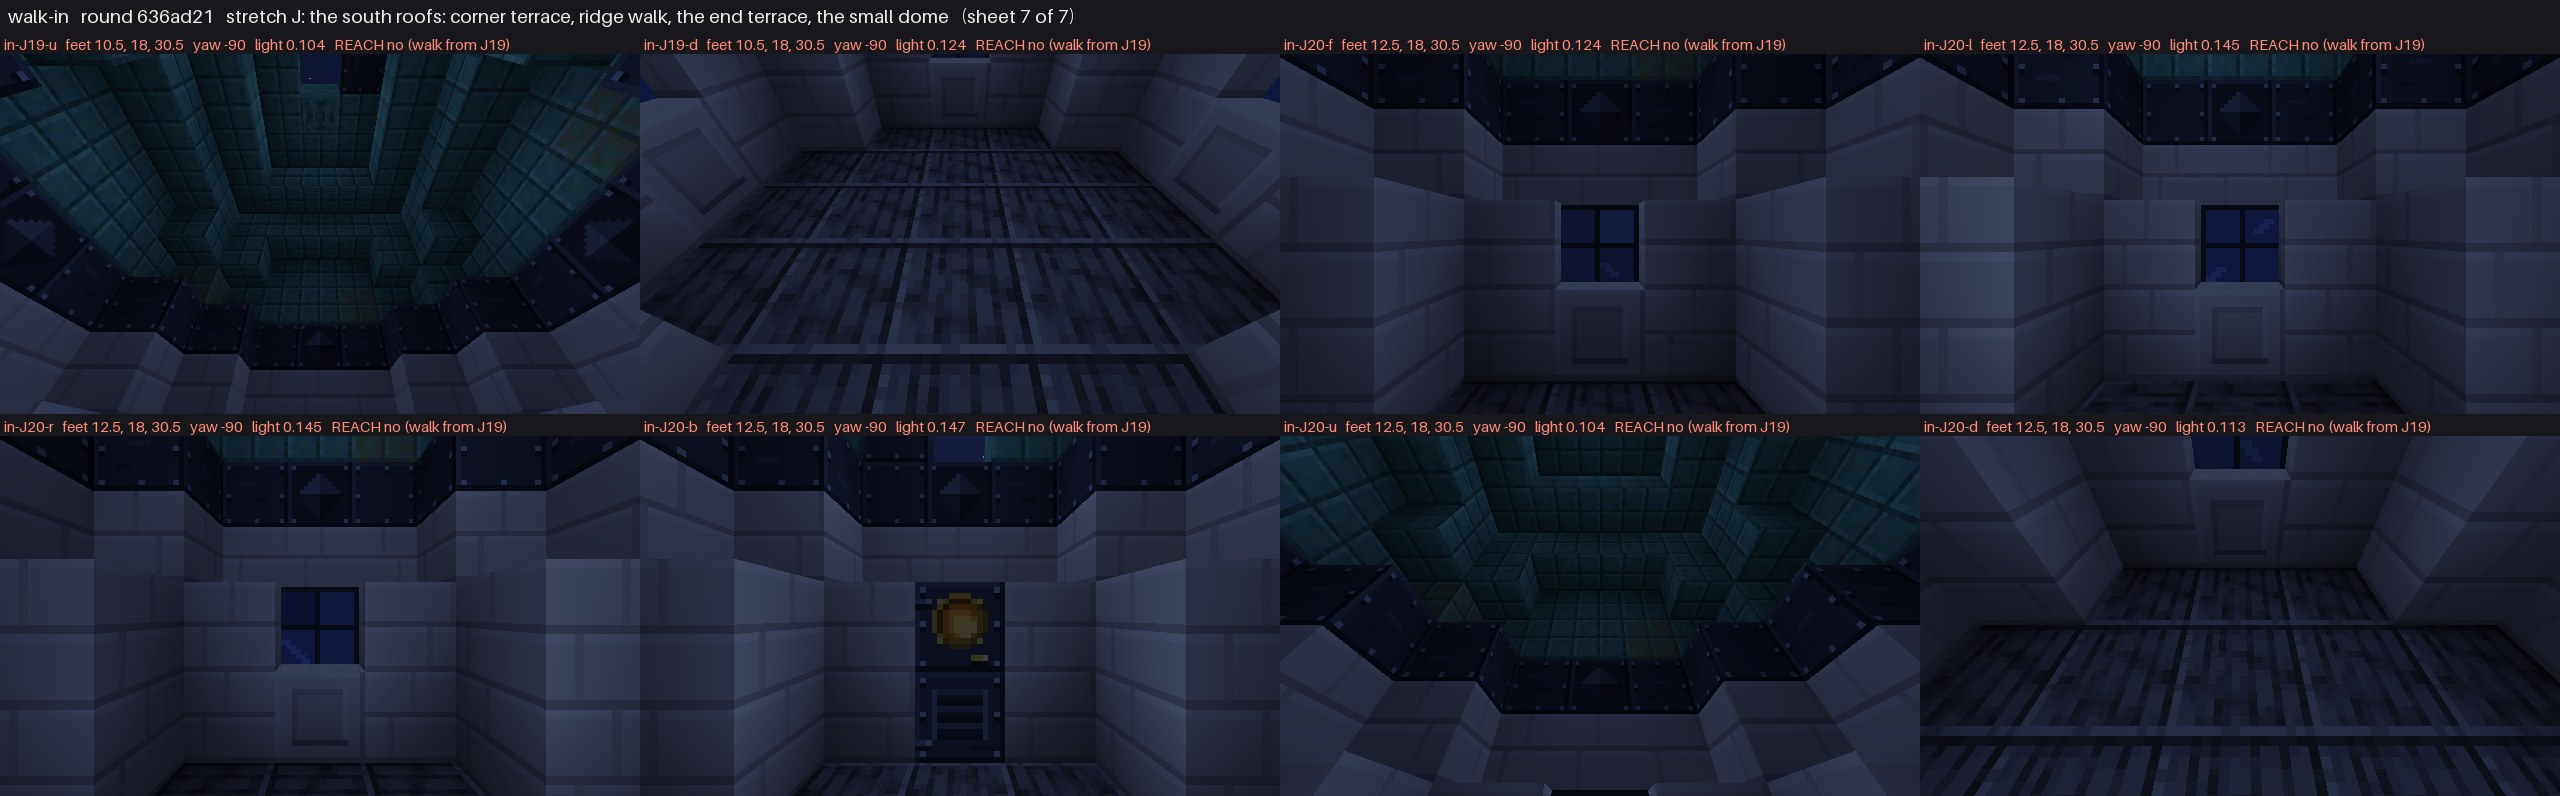 walk-in round 636ad21 stretch J: the south roofs: corner terrace, ridge walk, the end terrace, the small dome (sheet 7 of 7)
in-J19-u feet 10.5, 18, 30.5 yaw -90 light 0.104 REACH no (walk from J19)
in-J19-d feet 10.5, 18, 30.5 yaw -90 light 0.124 REACH no (walk from J19)
in-J20-f feet 12.5, 18, 30.5 yaw -90 light 0.124 REACH no (walk from J19)
in-J20-l feet 12.5, 18, 30.5 yaw -90 light 0.145 REACH no (walk from J19)
in-J20-r feet 12.5, 18, 30.5 yaw -90 light 0.145 REACH no (walk from J19)
in-J20-b feet 12.5, 18, 30.5 yaw -90 light 0.147 REACH no (walk from J19)
in-J20-u feet 12.5, 18, 30.5 yaw -90 light 0.104 REACH no (walk from J19)
in-J20-d feet 12.5, 18, 30.5 yaw -90 light 0.113 REACH no (walk from J19)